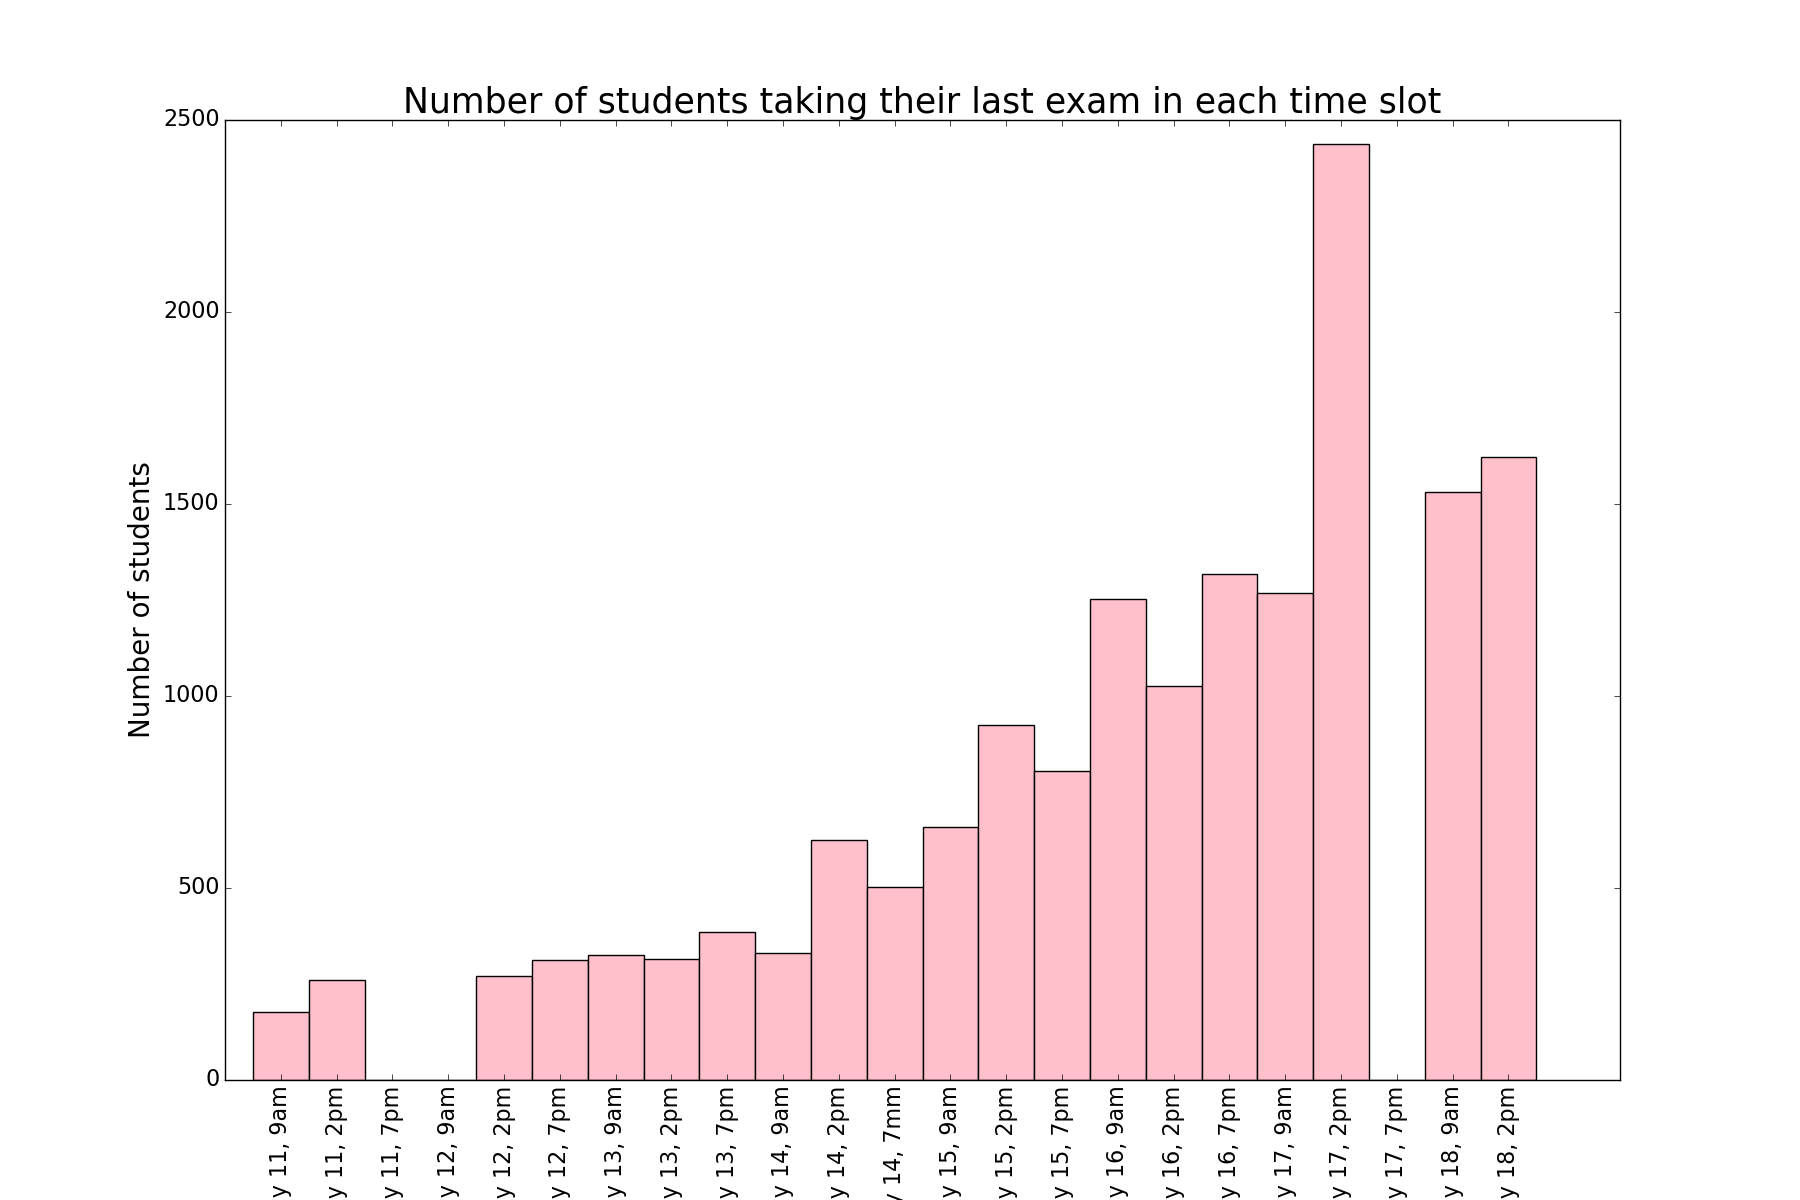 Number of students taking their last exam in each time slot
Number of students
2500
2000
1500
1000
500
0
y 11, 9am
y 11, 2pm
y 11, 7pm
y 12, 9am
y 12, 2pm
y 12, 7pm
y 13, 9am
y 13, 2pm
y 13, 7pm
y 14, 9am
y 14, 2pm
y 14, 7mm
y 15, 9am
y 15, 2pm
y 15, 7pm
y 16, 9am
y 16, 2pm
y 16, 7pm
y 17, 9am
y 17, 2pm
y 17, 7pm
y 18, 9am
y 18, 2pm